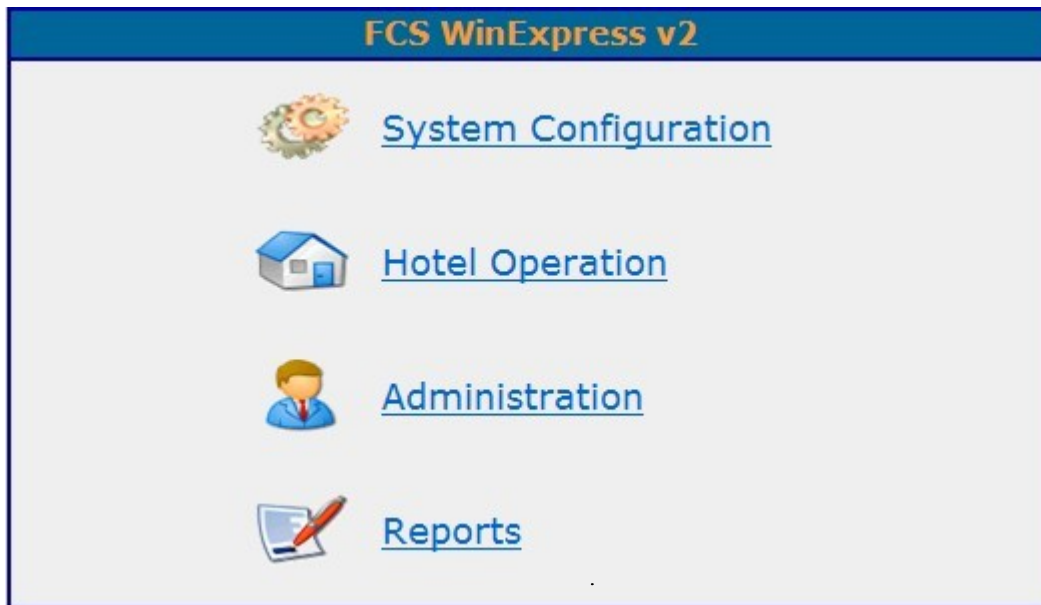 FCS WinExpress v2
System Configuration
Hotel Operation
Administration
Reports